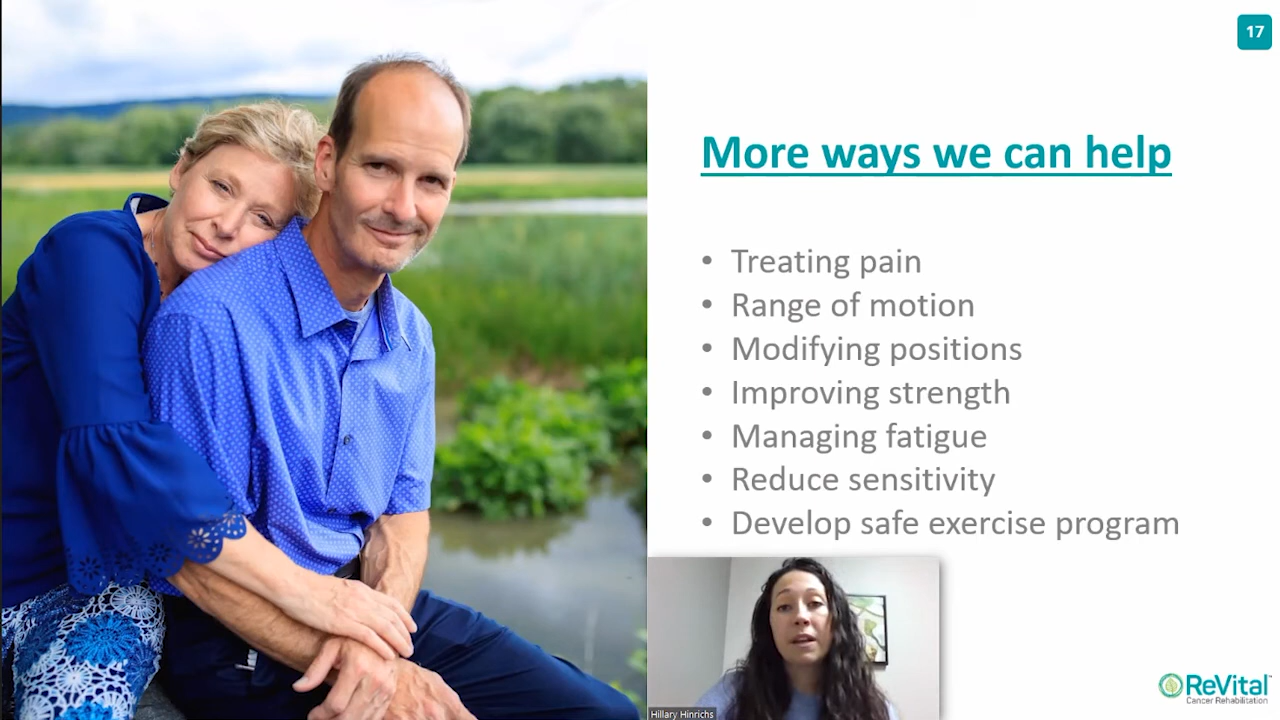 17
More ways we can help
• Treating pain
• Range of motion
• Modifying positions
• Improving strength
• Managing fatigue
• Reduce sensitivity
• Develop safe exercise program
Hillary Hinrichs
ReVital
Cancer Rehabilitation